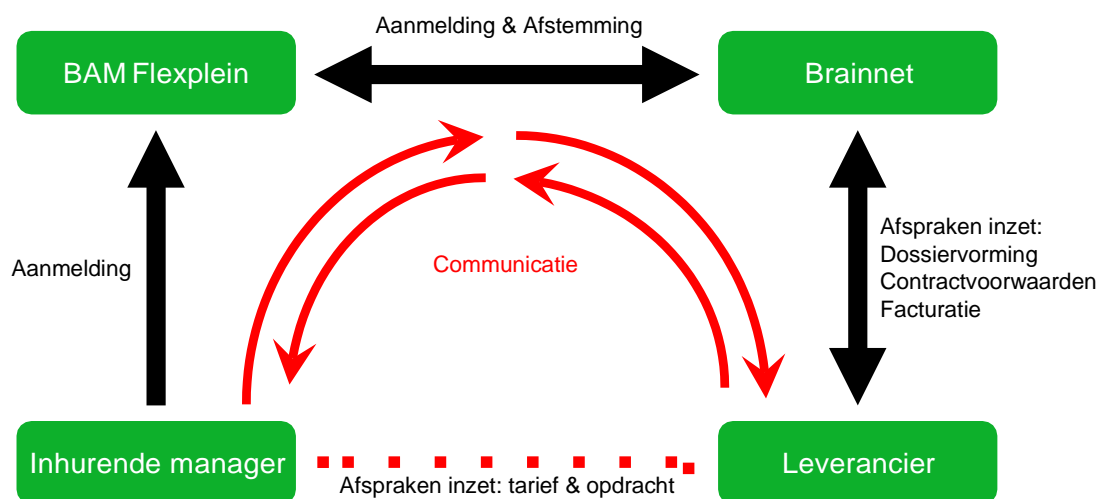 Aanmelding & Afstemming
BAM Flexplein
Brainnet
Aanmelding
Communicatie
Afspraken inzet:
Dossiervorming
Contractvoorwaarden
Facturatie
Inhurende manager
Leverancier
Afspraken inzet: tarief & opdracht